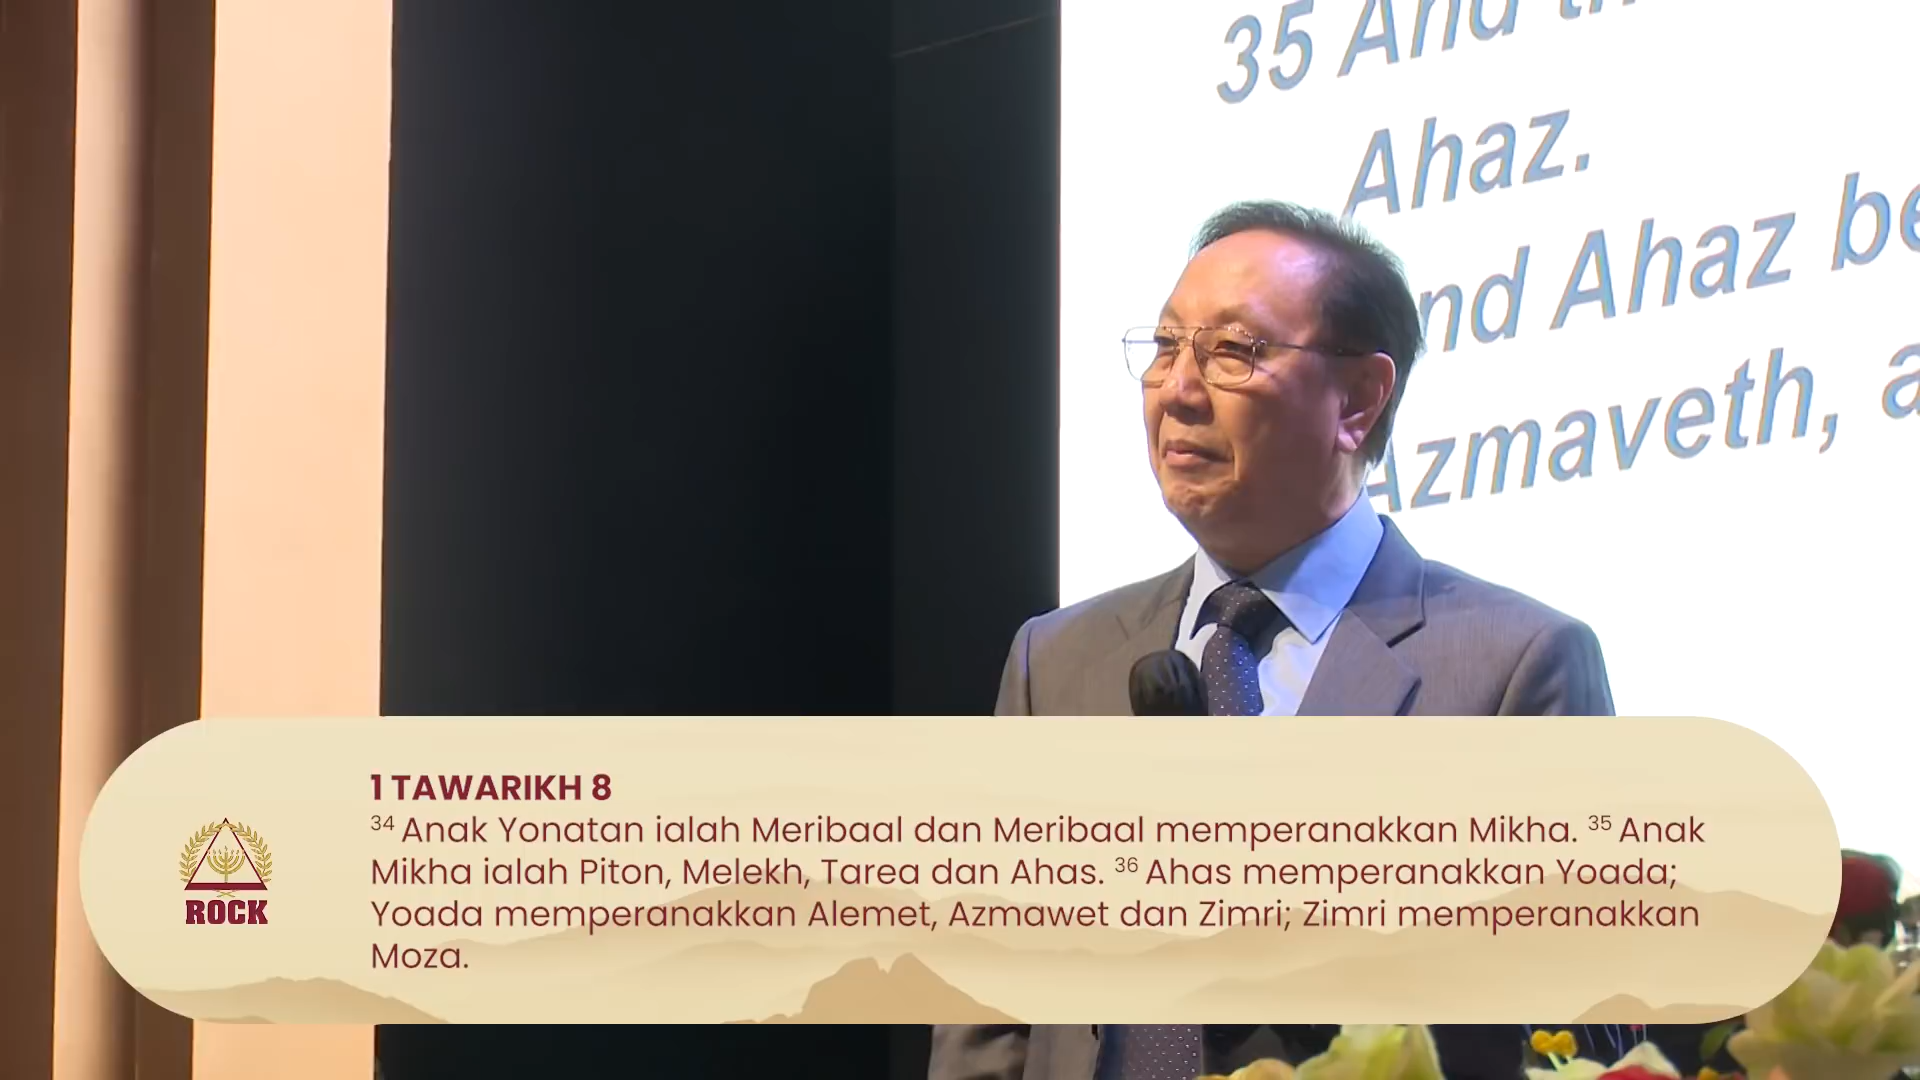 35 And
Ahaz.
nd Ahaz
Azmaveth,
1 TAWARIKH 8
34 Anak Yonatan ialah Meribaal dan Meribaal memperanakkan Mikha. 35 Anak
Mikha ialah Piton, Melekh, Tarea dan Ahas. 36 Ahas memperanakkan Yoada;
Yoada memperanakkan Alemet, Azmawet dan Zimri; Zimri memperanakkan
Moza.
ROCK